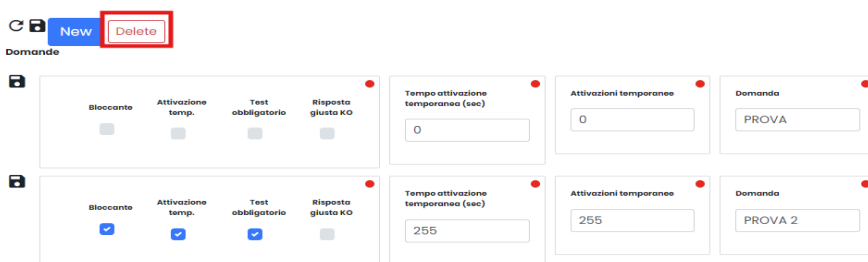 New Delete
Domande
Bloccante
Attivazione
temp.
Test
obbligatorio
Risposta
giusta KO
Tempo attivazione
temporanea (sec)
0
Attivazioni temporanee
0
Domanda
PROVA
Bloccante
Attivazione
temp.
Test
obbligatorio
Risposta
giusta KO
Tempo attivazione
temporanea (sec)
255
Attivazioni temporanee
255
Domanda
PROVA 2